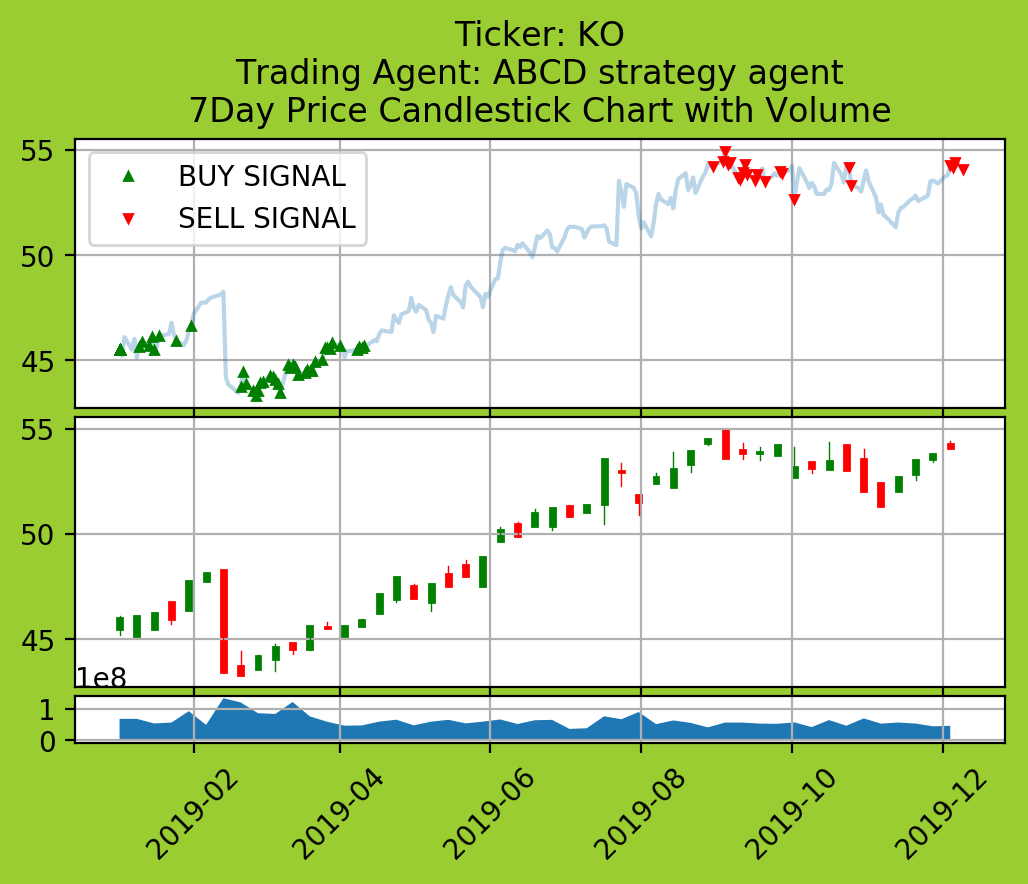 Ticker: KO
Trading Agent: ABCD strategy agent
7Day Price Candlestick Chart with Volume
55
50
45
BUY SIGNAL
SELL SIGNAL
55
50
45
1e8
1
0
2019-02
2019-04
2019-06
2019-08
2019-10
2019-12